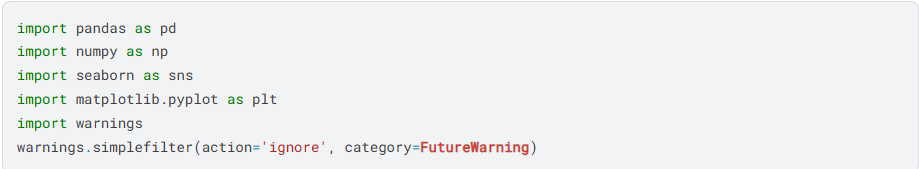 import pandas as pd
import numpy as np
import seaborn as sns
import matplotlib.pyplot as plt
import warnings
warnings.simplefilter(action='ignore', category=FutureWarning)